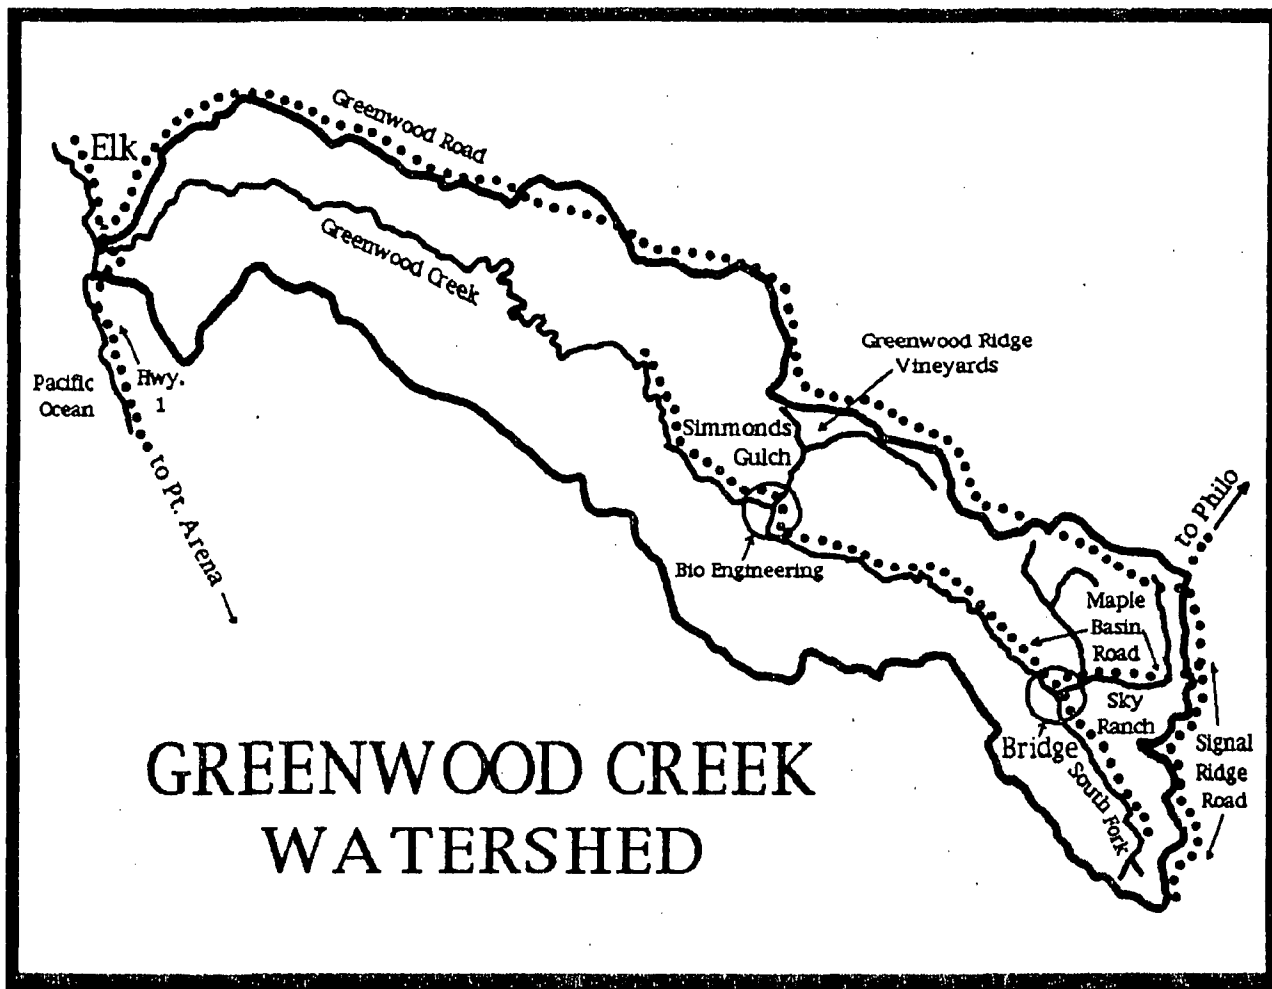 Greenwood Road
Elk
Greenwood Creek
Greenwood Ridge
Vineyards
Pacific
Ocean
Hwy.
1
Simmonds
Gulch
to Pt. Arena
to Philo
Bio Engineering
Maple
Basin
Road
Sky
Ranch
Bridge
South Fork
Signal
Ridge
Road
GREENWOOD CREEK
WATERSHED